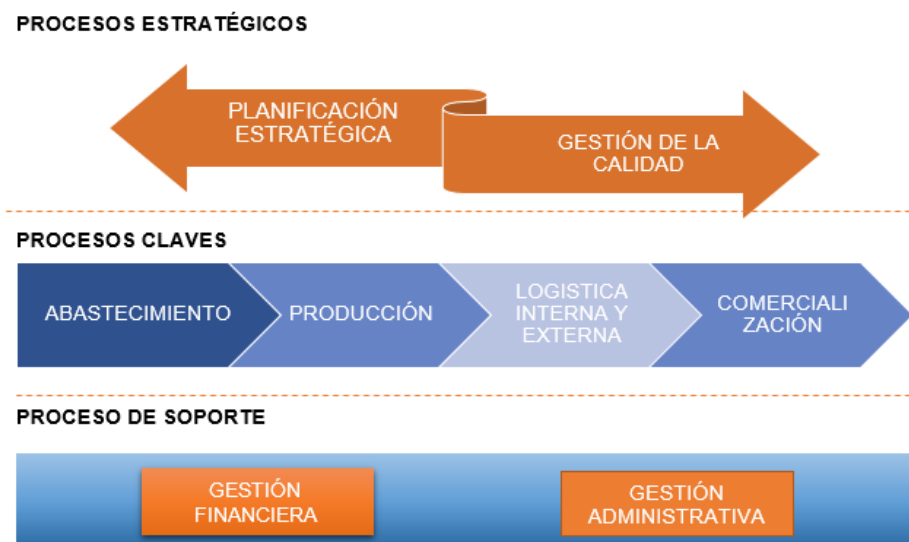 PROCESOS ESTRATÉGICOS
PLANIFICACIÓN
ESTRATÉGICA
GESTIÓN DE LA
CALIDAD
PROCESOS CLAVES
ABASTECIMIENTO
PRODUCCIÓN
LOGISTICA
INTERNA Y
EXTERNA
COMERCIALI
ZACIÓN
PROCESO DE SOPORTE
GESTIÓN
FINANCIERA
GESTIÓN
ADMINISTRATIVA